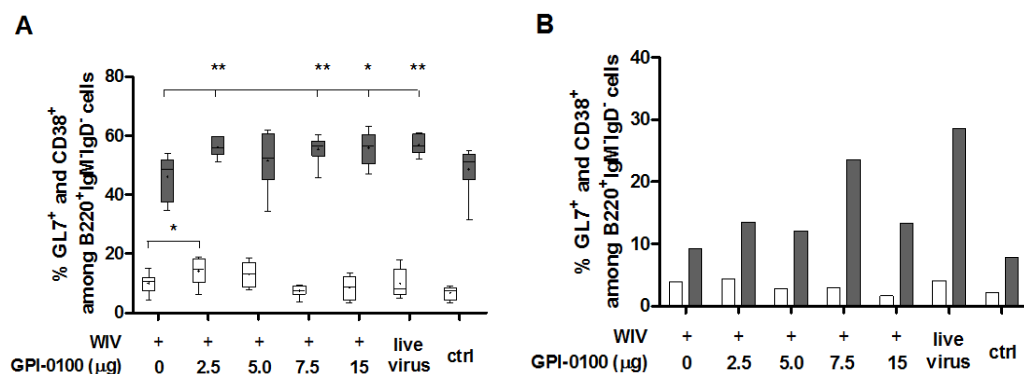 A
% GL7⁺ and CD38⁺
among B220⁺IgM⁻IgD⁻ cells
80
60
40
20
0
** ** * **
*
WIV + + + + + live virus ctrl
GPI-0100 (µg) 0 2.5 5.0 7.5 15
B
% GL7⁺ and CD38⁺
among B220⁺IgM⁻IgD⁻ cells
40
30
20
10
0
WIV + + + + + live virus ctrl
GPI-0100 (µg) 0 2.5 5.0 7.5 15